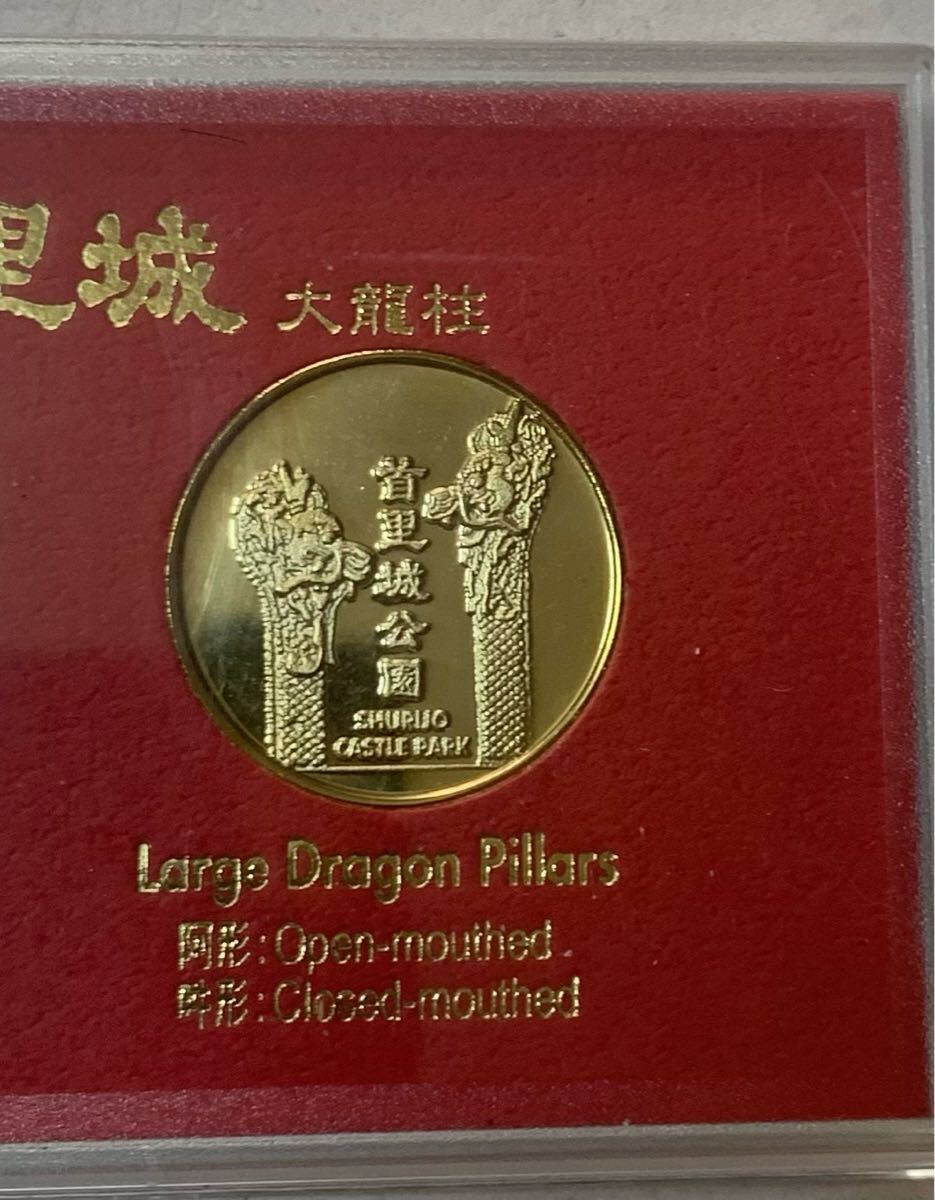 里城 大龍柱
首里城公園
SHURIJO
CASTLE PARK
Large Dragon Pillars
阿形:Open-mouthed
吽形:Closed-mouthed